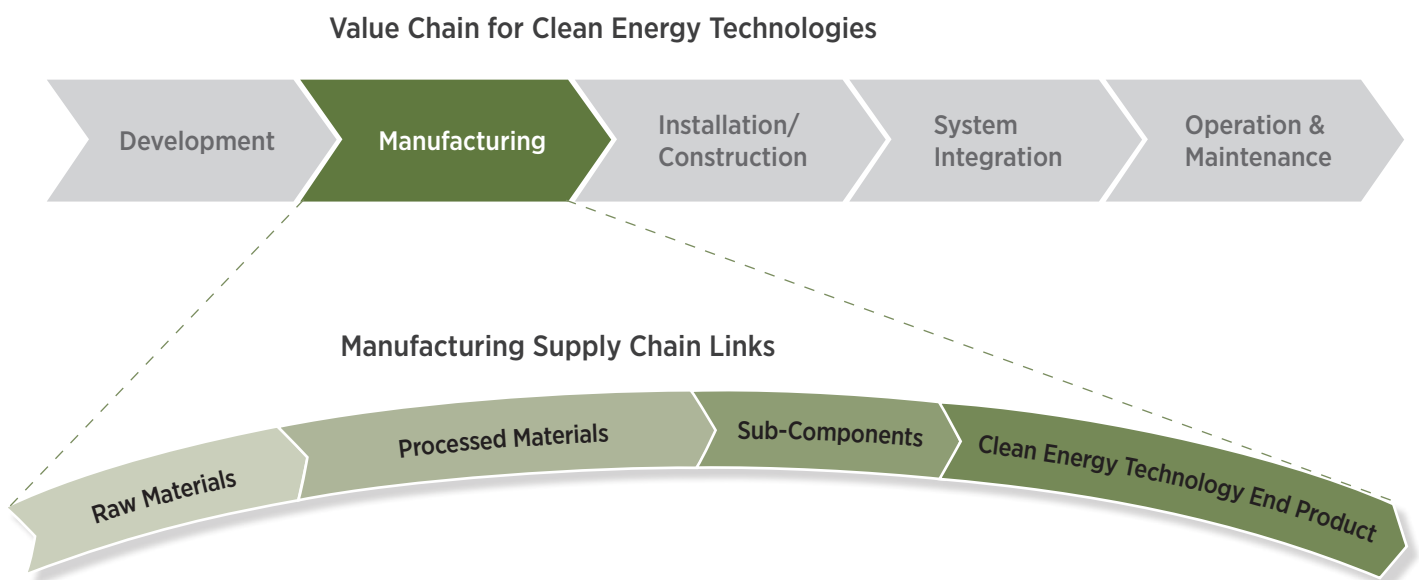 Value Chain for Clean Energy Technologies
Development
Manufacturing
Installation/
Construction
System
Integration
Operation &
Maintenance
Manufacturing Supply Chain Links
Raw Materials
Processed Materials
Sub-Components
Clean Energy Technology End Product